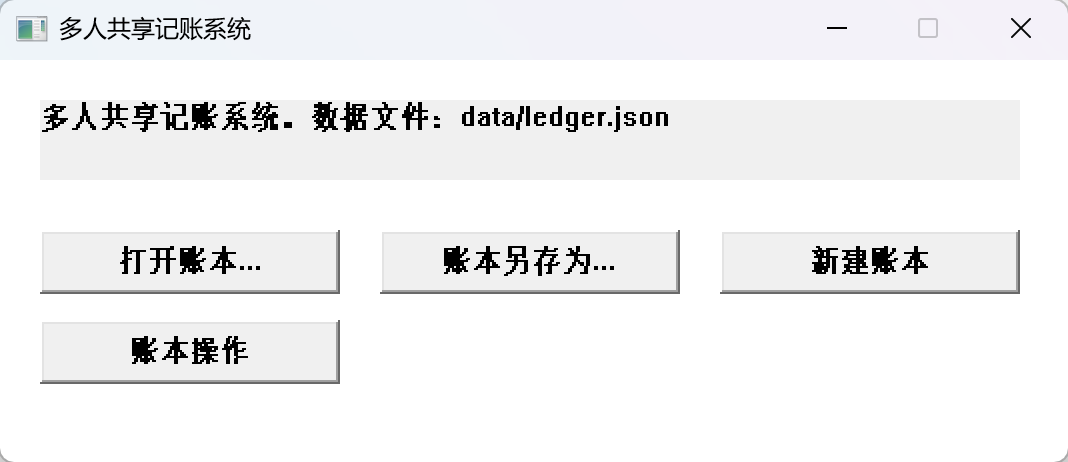 多人共享记账系统
多人共享记账系统。数据文件：data/ledger.json
打开账本...
账本另存为...
新建账本
账本操作